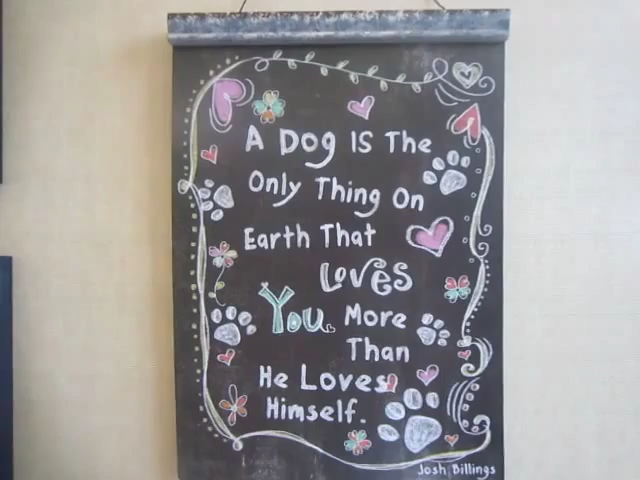 A Dog Is The
Only Thing On
Earth That
Loves
You More
Than
He Loves
Himself.
Josh Billings